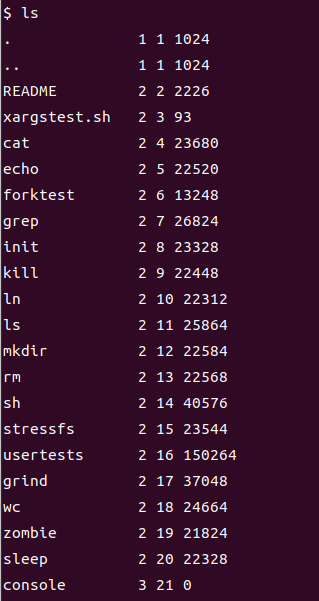 $ ls
. 1 1 1024
.. 1 1 1024
README 2 2 2226
xargstest.sh 2 3 93
cat 2 4 23680
echo 2 5 22520
forktest 2 6 13248
grep 2 7 26824
init 2 8 23328
kill 2 9 22448
ln 2 10 22312
ls 2 11 25864
mkdir 2 12 22584
rm 2 13 22568
sh 2 14 40576
stressfs 2 15 23544
usertests 2 16 150264
grind 2 17 37048
wc 2 18 24664
zombie 2 19 21824
sleep 2 20 22328
console 3 21 0